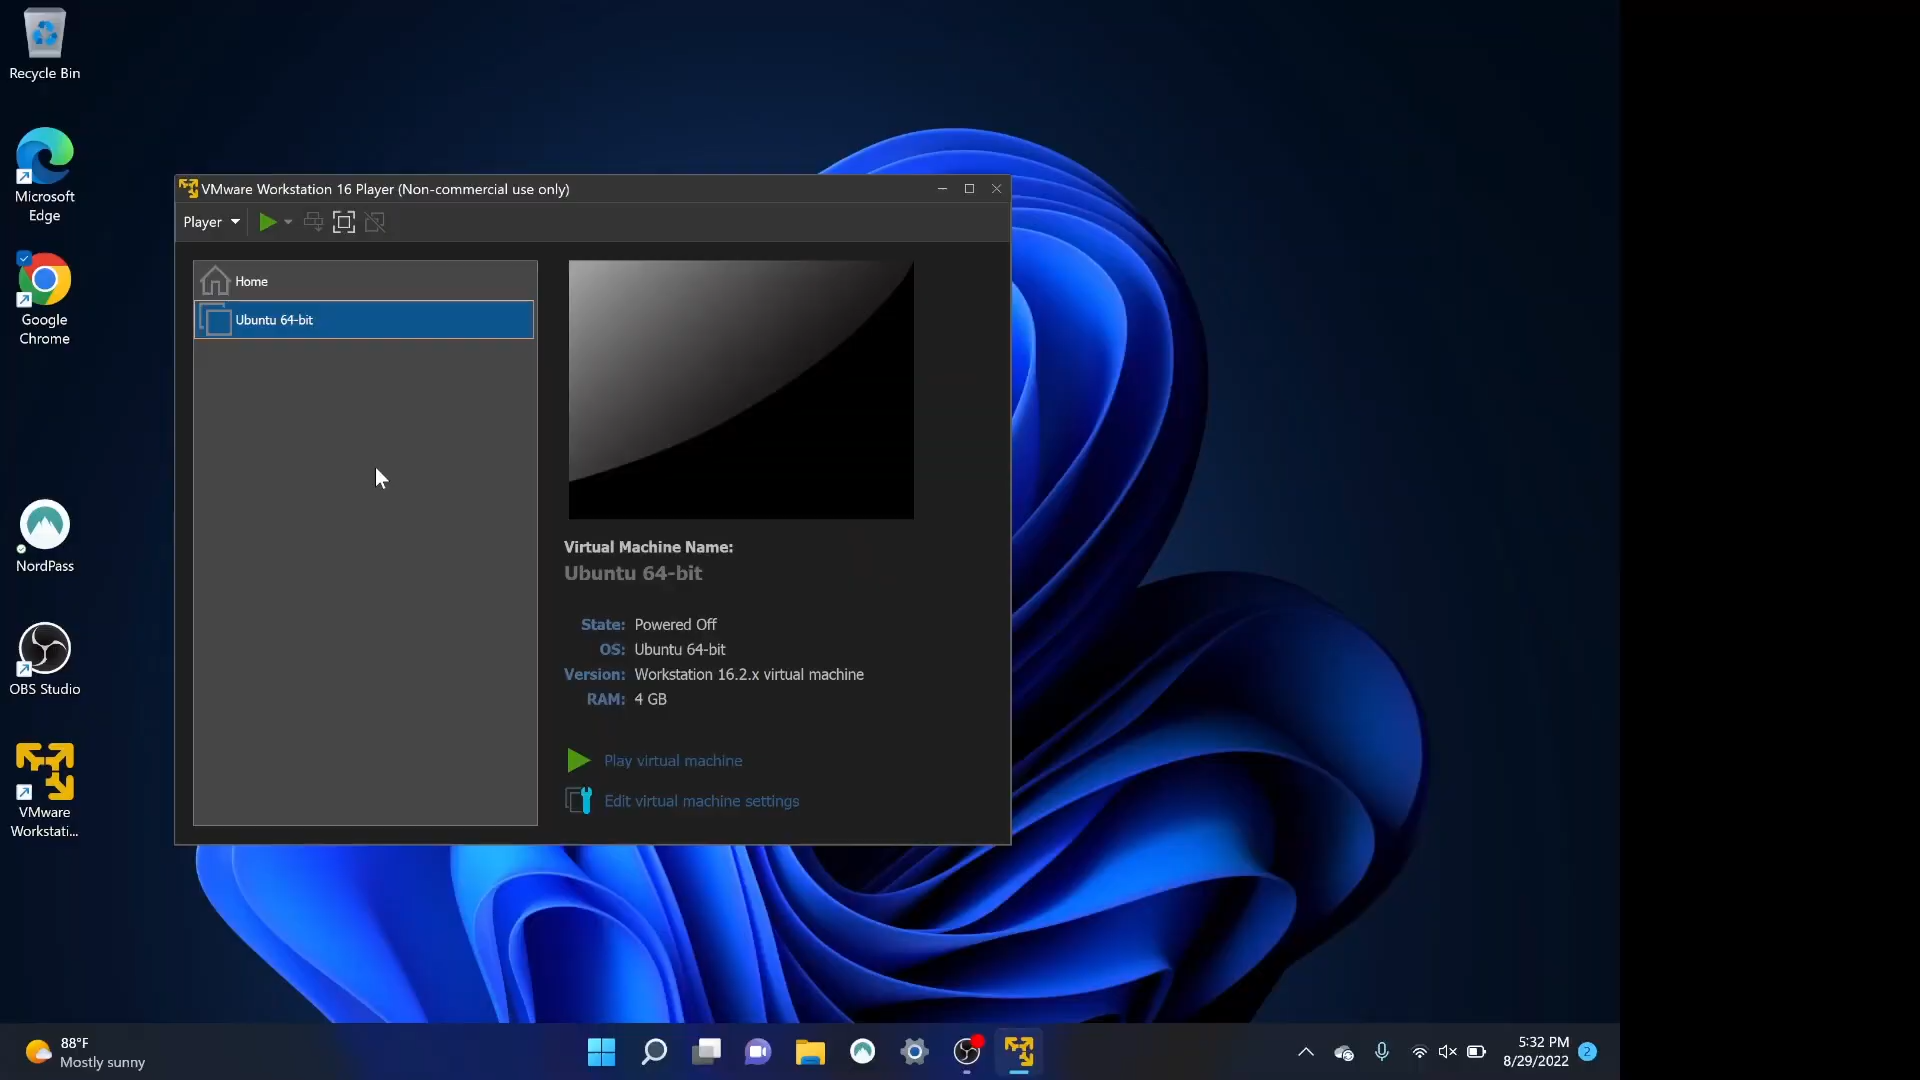 Recycle Bin
Microsoft
Edge
Google
Chrome
NordPass
OBS Studio
VMware
Workstati...
VMware Workstation 16 Player (Non-commercial use only)
Player
Home
Ubuntu 64-bit
Virtual Machine Name:
Ubuntu 64-bit
State: Powered Off
OS: Ubuntu 64-bit
Version: Workstation 16.2.x virtual machine
RAM: 4 GB
Play virtual machine
Edit virtual machine settings
88°F
Mostly sunny
5:32 PM
8/29/2022
2